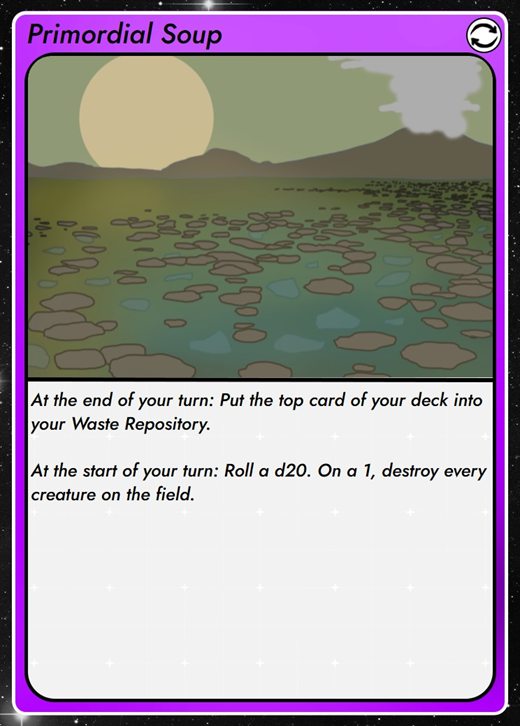 Primordial Soup
At the end of your turn: Put the top card of your deck into
your Waste Repository.
At the start of your turn: Roll a d20. On a 1, destroy every
creature on the field.